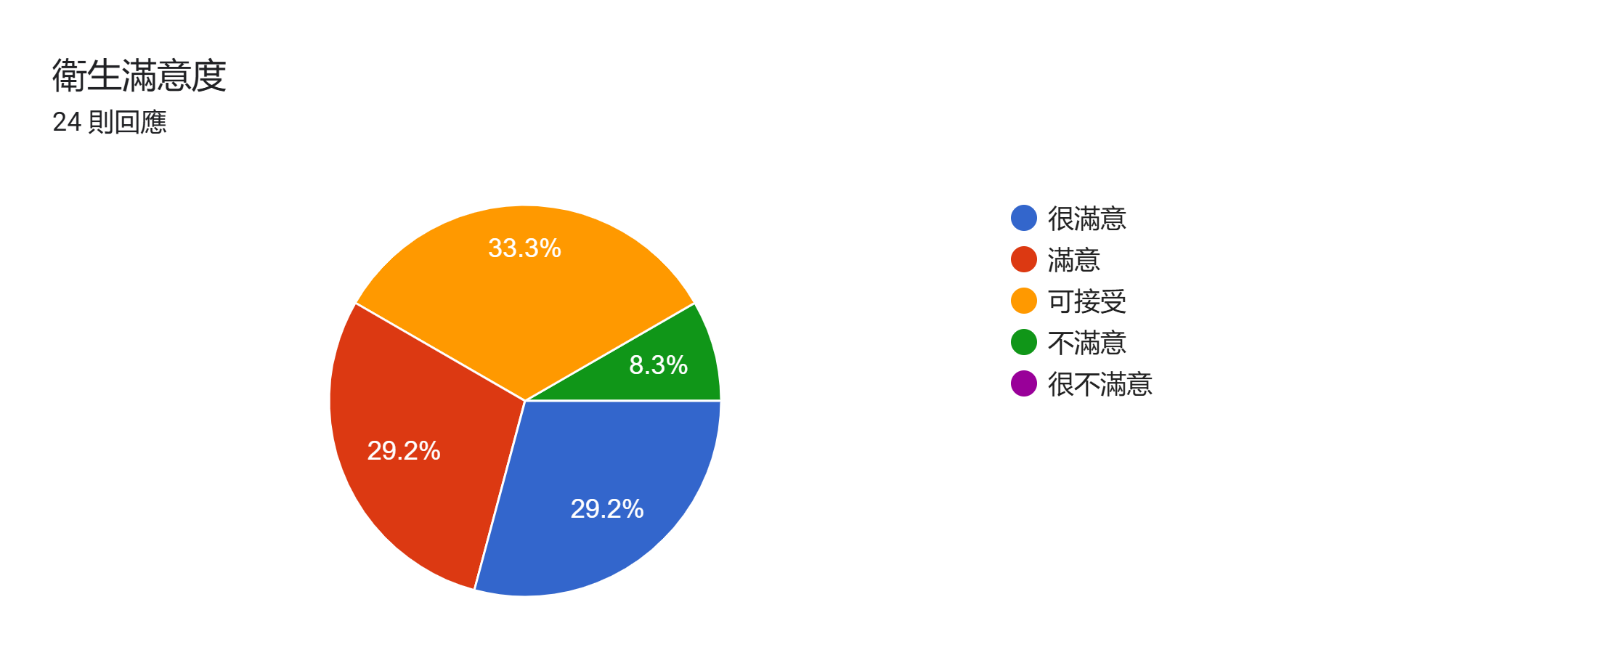 衛生滿意度
24 則回應
33.3%
8.3%
29.2%
29.2%
很滿意
滿意
可接受
不滿意
很不滿意